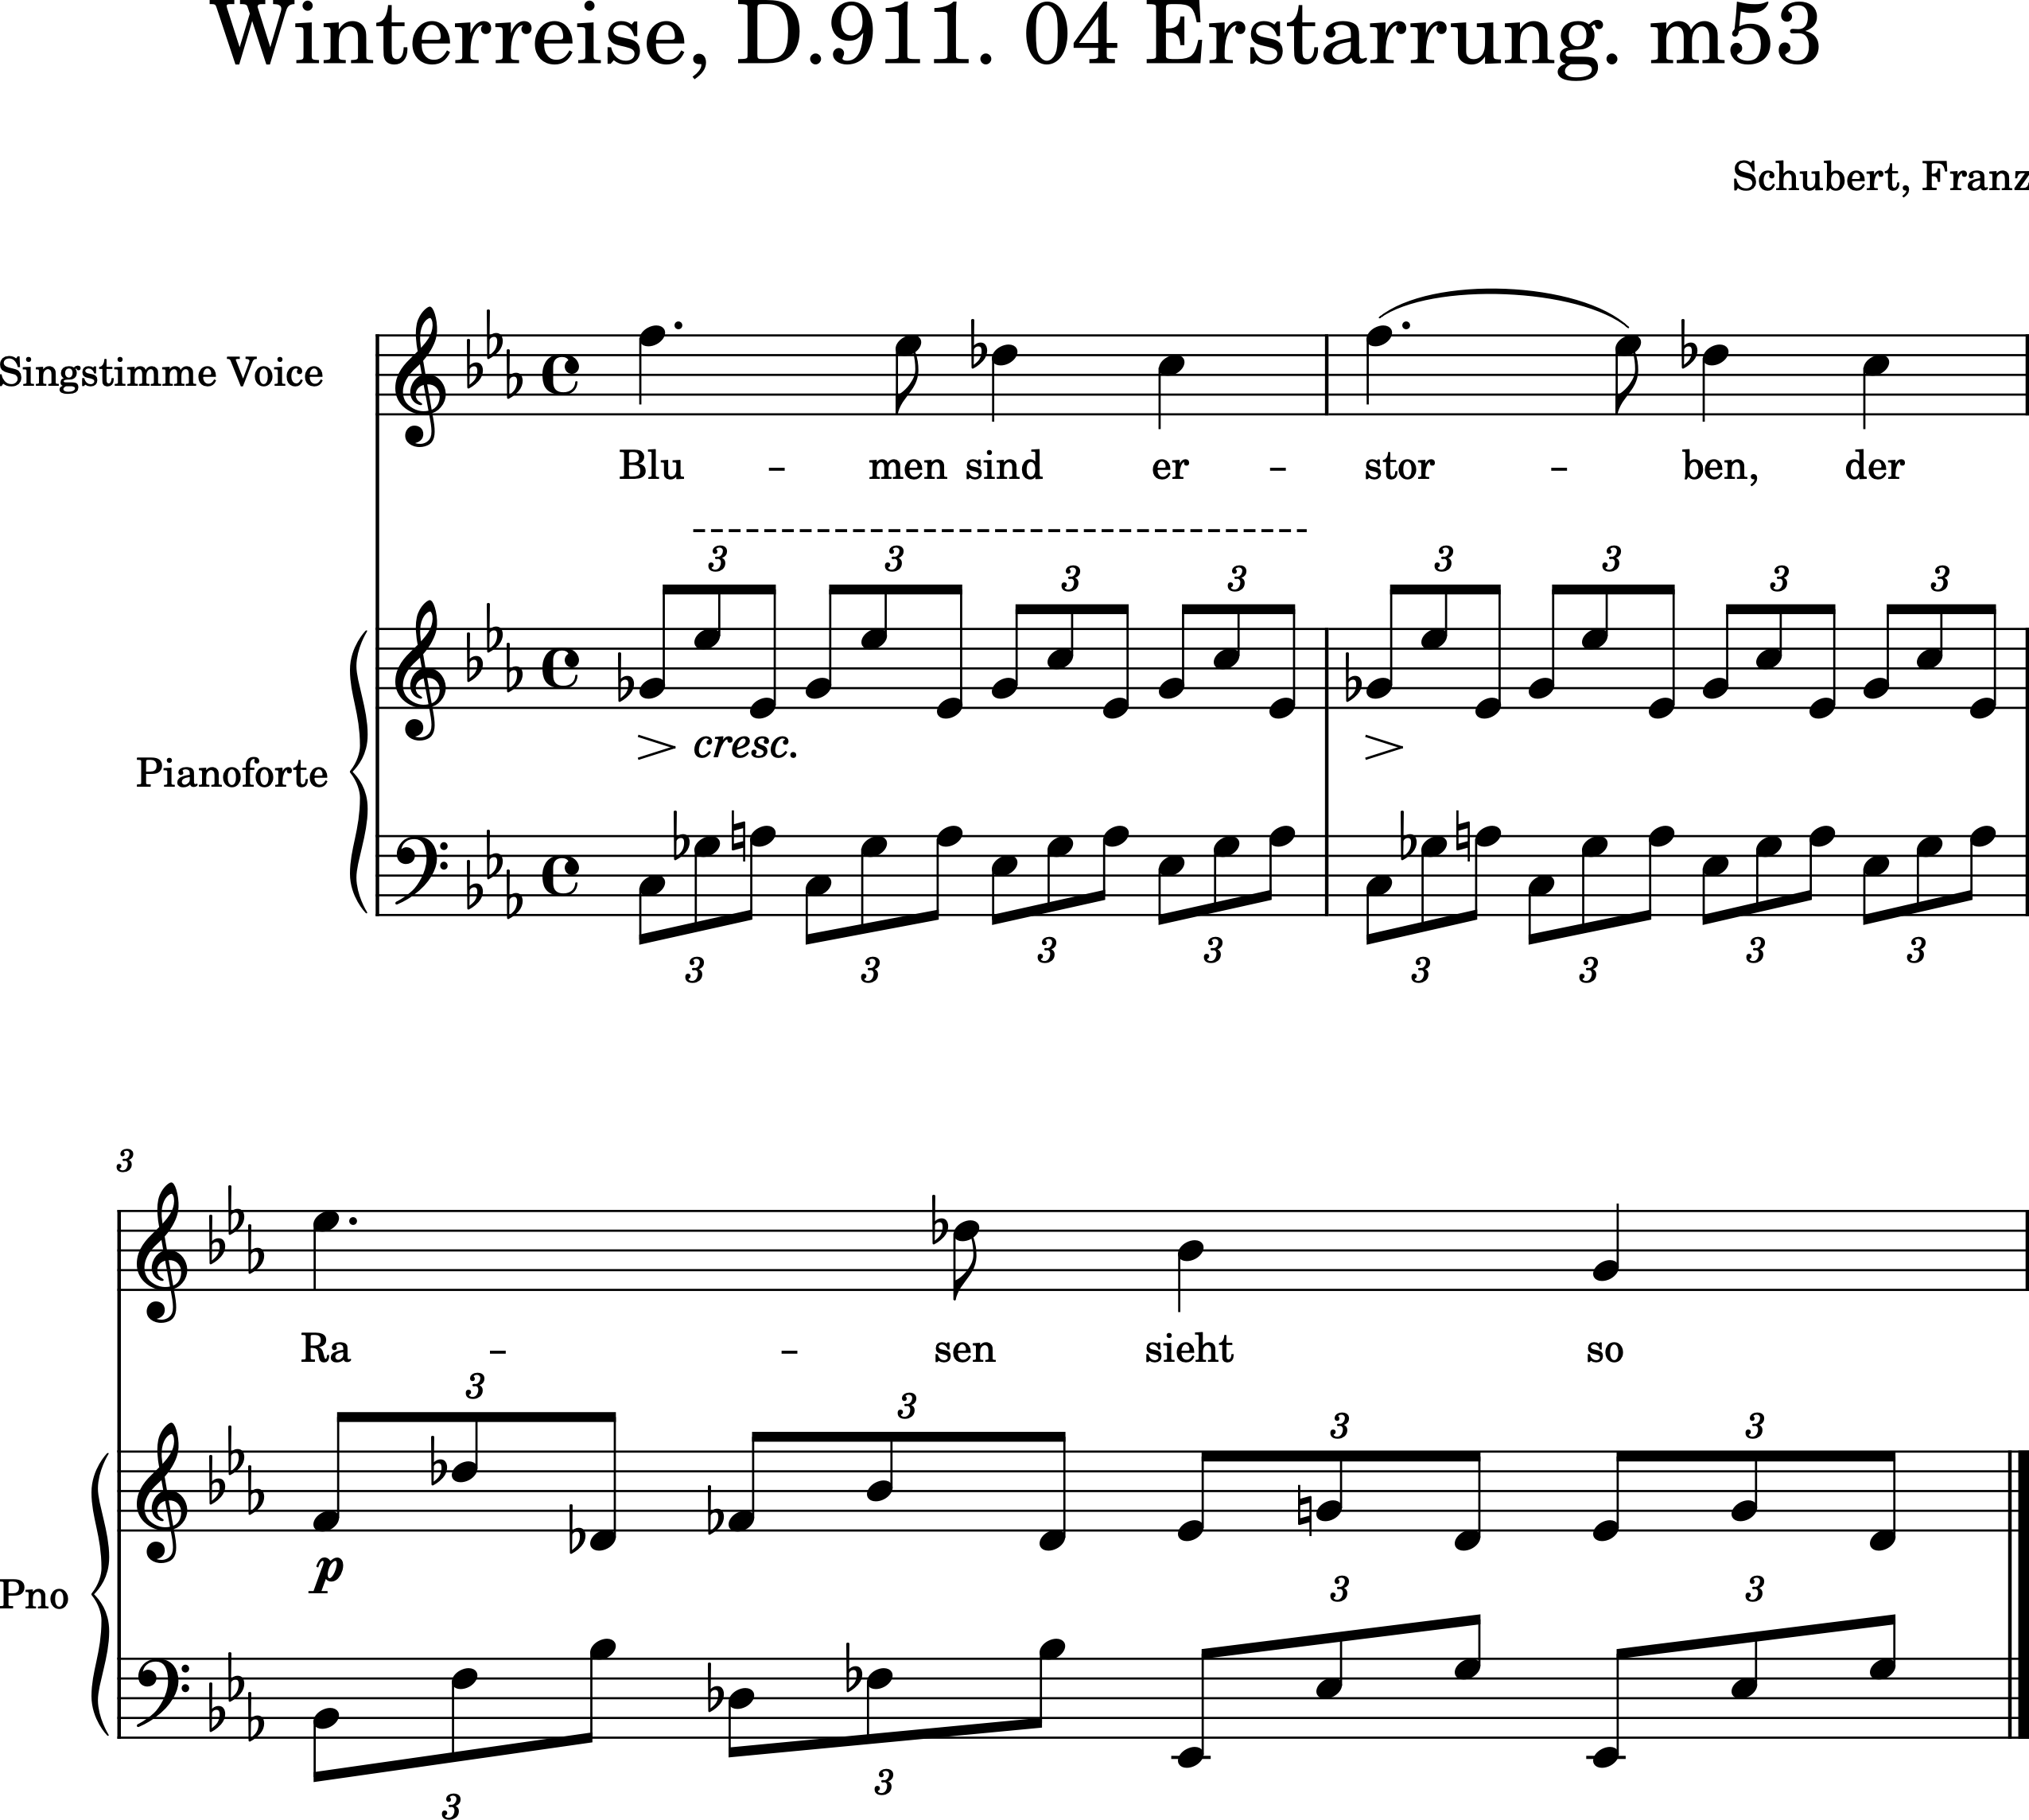 Winterreise, D.911. 04 Erstarrung. m53
Schubert, Franz
Singstimme Voice
Blu - men sind er - stor - ben, der
3 3 3 3 3 3 3 3
cresc.
Pianoforte
3 3 3 3 3 3 3 3
3
Ra - - sen sieht so
3 3 3 3
p
Pno
3 3 3 3